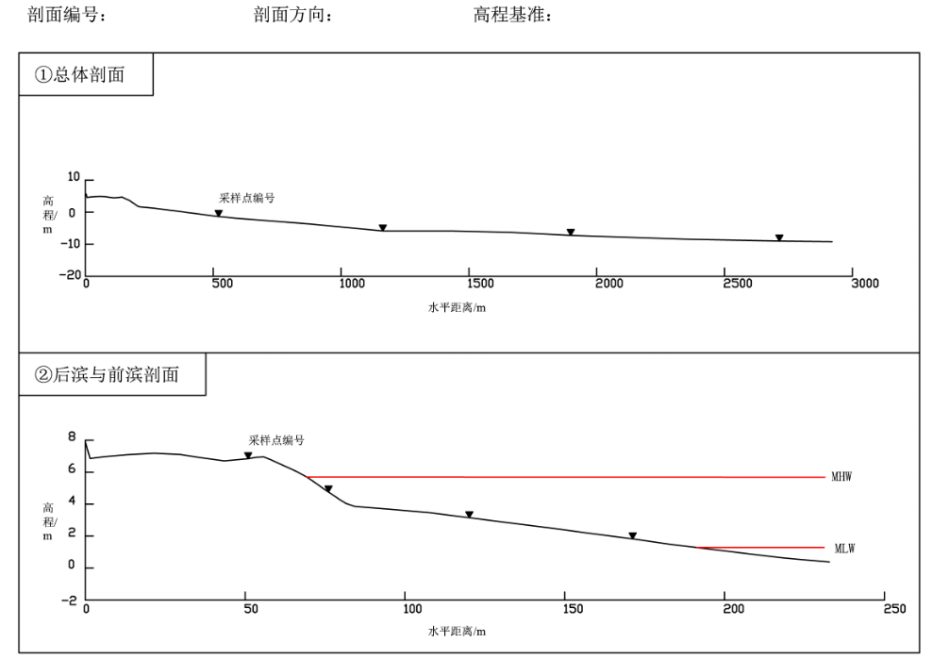 剖面编号： 剖面方向： 高程基准：
①总体剖面
10
0
-10
-20
高
程/
m
采样点编号
0 500 1000 1500 2000 2500 3000
水平距离/m
②后滨与前滨剖面
8
6
4
2
0
-2
高
程/
m
采样点编号
MHW
MLW
0 50 100 150 200 250
水平距离/m